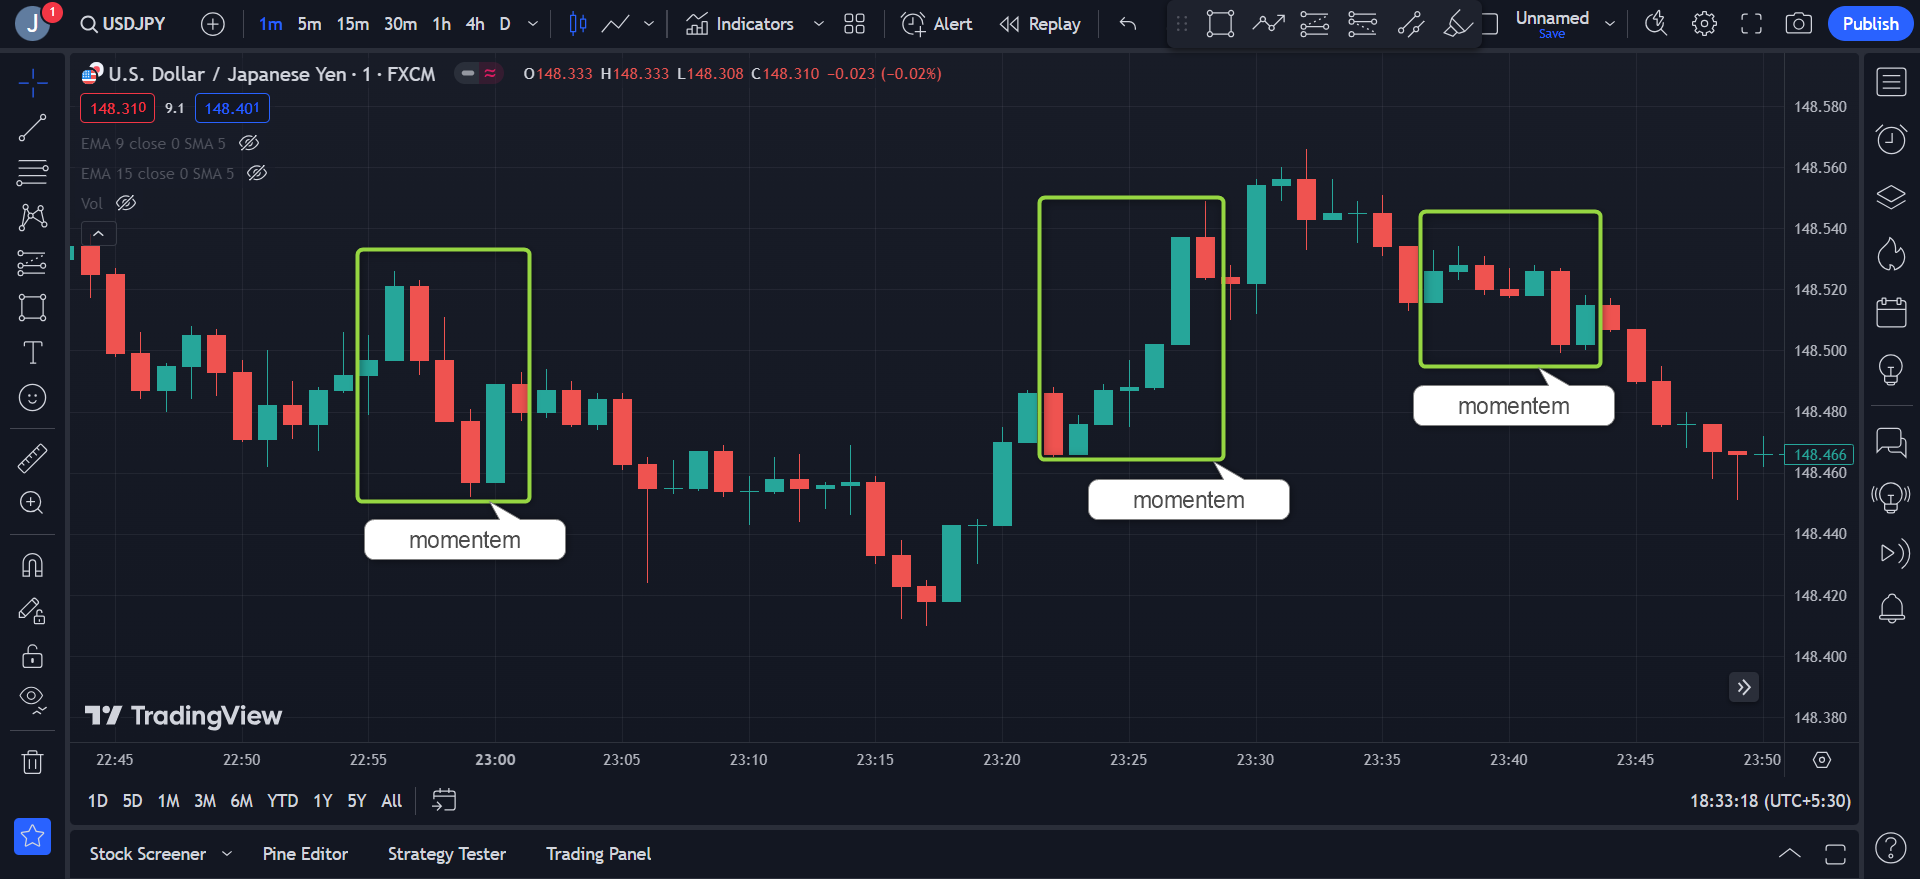 J
1
USDJPY
1m 5m 15m 30m 1h 4h D
Indicators
Alert
Replay
Unnamed
Save
Publish
U.S. Dollar / Japanese Yen · 1 · FXCM
O148.333 H148.333 L148.308 C148.310 −0.023 (−0.02%)
148.310 9.1 148.401
EMA 9 close 0 SMA 5
EMA 15 close 0 SMA 5
Vol
148.580
148.560
148.540
148.520
148.500
148.480
148.466
148.460
148.440
148.420
148.400
148.380
momentem
momentem
momentem
TradingView
22:45 22:50 22:55 23:00 23:05 23:10 23:15 23:20 23:25 23:30 23:35 23:40 23:45 23:50
1D 5D 1M 3M 6M YTD 1Y 5Y All
18:33:18 (UTC+5:30)
Stock Screener Pine Editor Strategy Tester Trading Panel